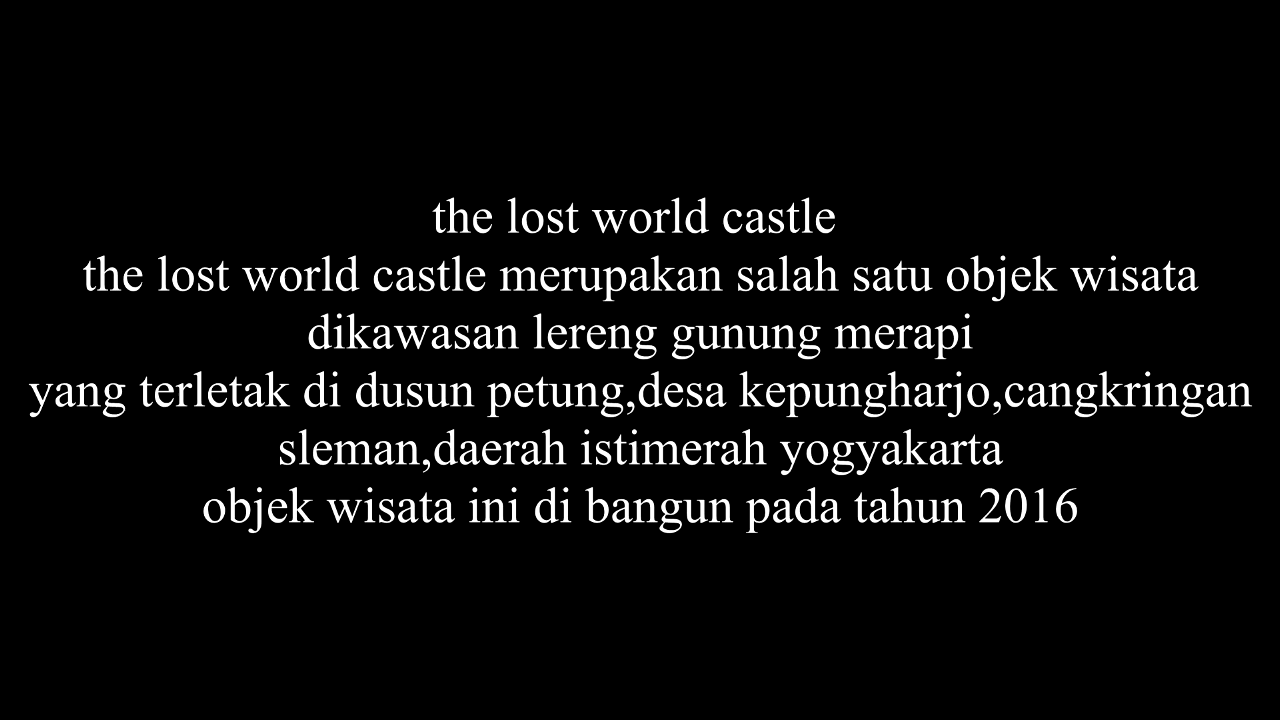 the lost world castle
the lost world castle merupakan salah satu objek wisata
dikawasan lereng gunung merapi
yang terletak di dusun petung,desa kepungharjo,cangkringan
sleman,daerah istimerah yogyakarta
objek wisata ini di bangun pada tahun 2016